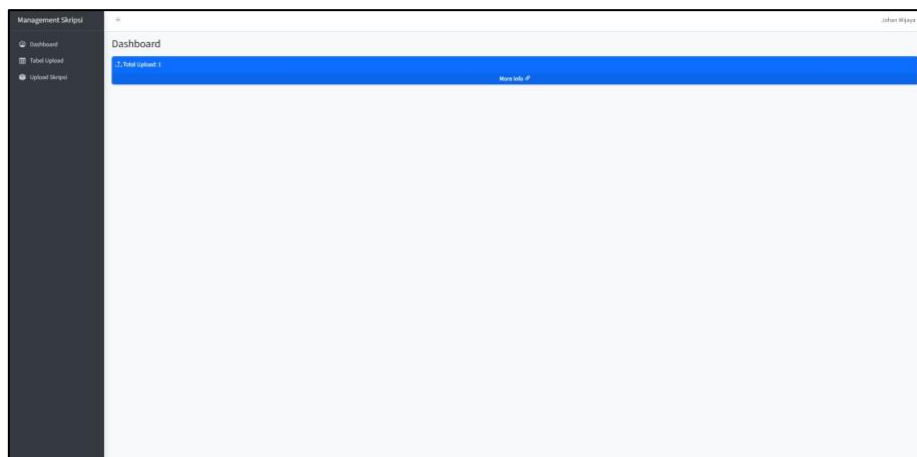 Management Skripsi
Johan Wijaya
Dashboard
Tabel Upload
Upload Skripsi
Dashboard
Total Upload: 1
More info